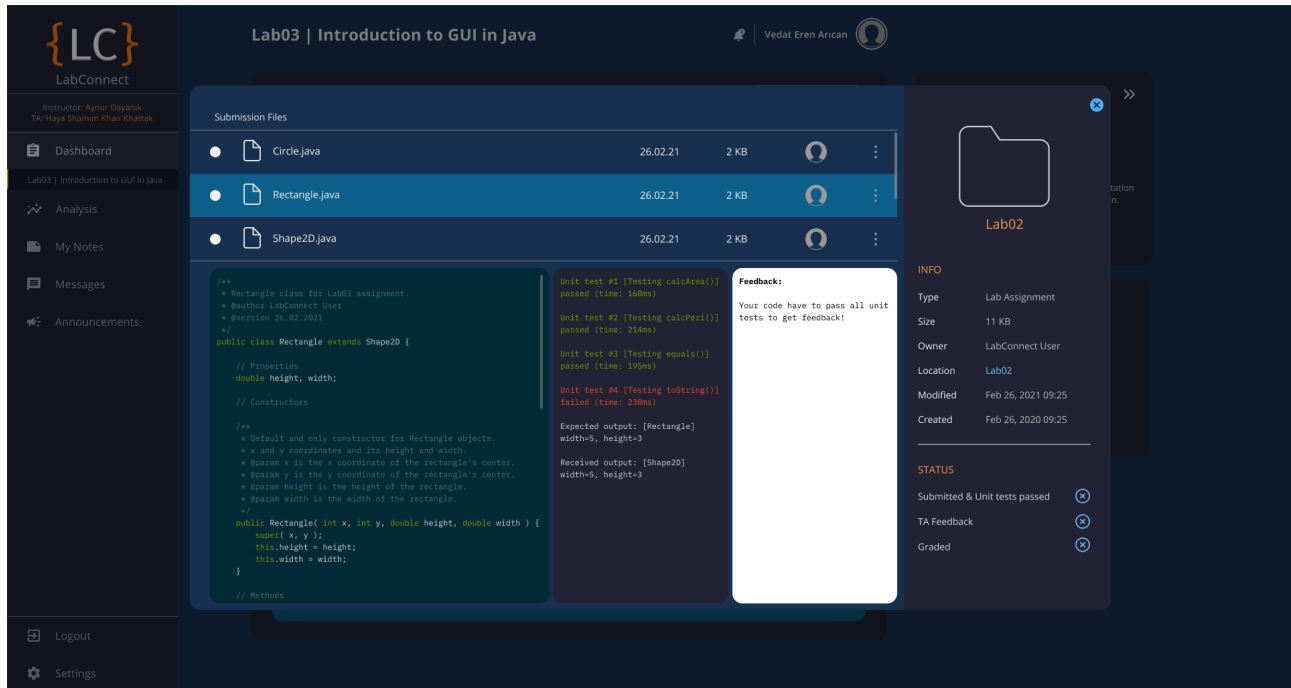 {LC}
LabConnect
Instructor: Aynur Dayanık
TA: Haya Shamim Khan Khattak
Dashboard
Lab03 | Introduction to GUI in Java
Analysis
My Notes
Messages
Announcements
Logout
Settings
Lab03 | Introduction to GUI in Java
Vedat Eren Arıcan
Submission Files
Circle.java 26.02.21 2 KB
Rectangle.java 26.02.21 2 KB
Shape2D.java 26.02.21 2 KB
/**
* Rectangle class for Lab03 assignment.
* @author LabConnect User
* @version 26.02.2021
*/
public class Rectangle extends Shape2D {
// Properties
double height, width;
// Constructors
/**
* Default and only constructor for Rectangle objects.
* x and y coordinates and its height and width.
* @param x is the x coordinate of the rectangle's center.
* @param y is the y coordinate of the rectangle's center.
* @param height is the height of the rectangle.
* @param width is the width of the rectangle.
*/
public Rectangle( int x, int y, double height, double width ) {
super( x, y );
this.height = height;
this.width = width;
}
// Methods
Unit test #1 [Testing calcArea()]
passed (time: 160ms)
Unit test #2 [Testing calcPeri()]
passed (time: 214ms)
Unit test #3 [Testing equals()]
passed (time: 195ms)
Unit test #4 [Testing toString()]
failed (time: 230ms)
Expected output: [Rectangle]
width=5, height=3
Received output: [Shape2D]
width=5, height=3
Feedback:
Your code have to pass all unit
tests to get feedback!
Lab02
INFO
Type Lab Assignment
Size 11 KB
Owner LabConnect User
Location Lab02
Modified Feb 26, 2021 09:25
Created Feb 26, 2020 09:25
STATUS
Submitted & Unit tests passed
TA Feedback
Graded
tation
n.